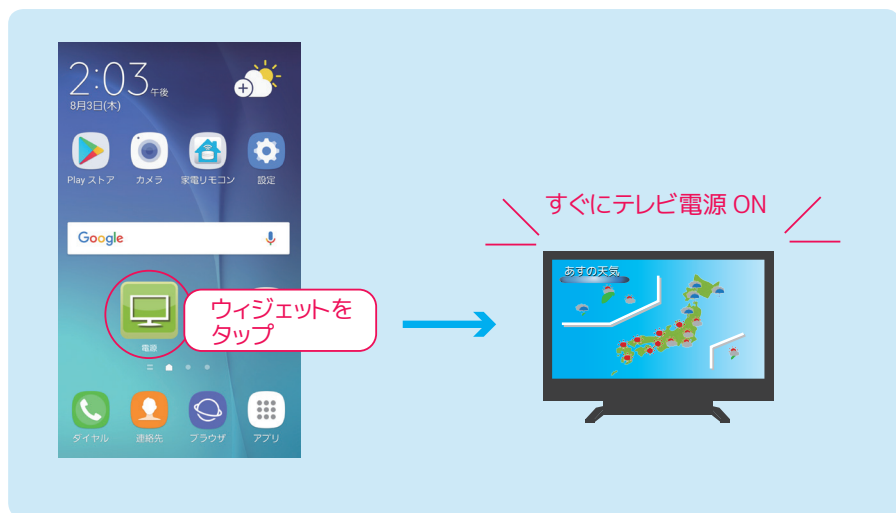 2:03 午後
8月3日(木)
Play ストア
カメラ
家電リモコン
設定
Google
電源
ウィジェットを
タップ
ダイヤル
連絡先
ブラウザ
アプリ
すぐにテレビ電源 ON
あすの天気